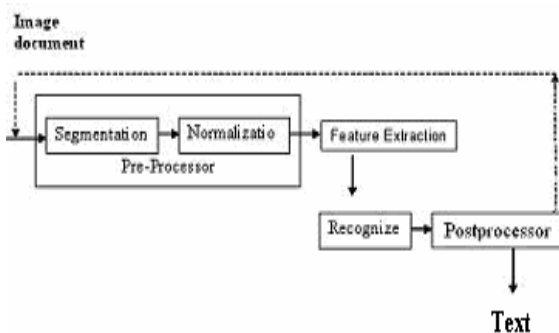 Image
document
Segmentation
Normalizatio
Feature Extraction
Pre-Processor
Recognize
Postprocessor
Text